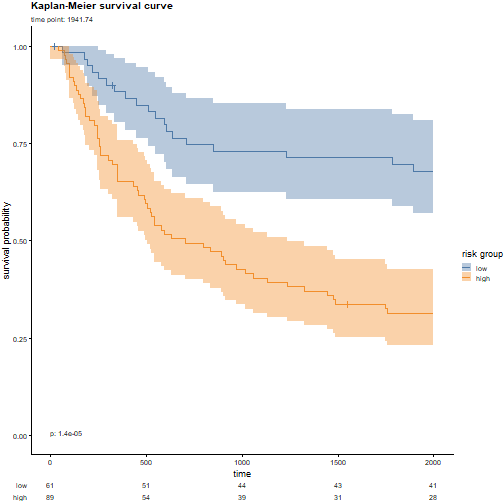 Kaplan-Meier survival curve
time point: 1941.74
1.00
0.75
0.50
0.25
0.00
survival probability
p: 1.4e-05
0 500 1000 1500 2000
time
risk group
low
high
low 61 51 44 43 41
high 89 54 39 31 28